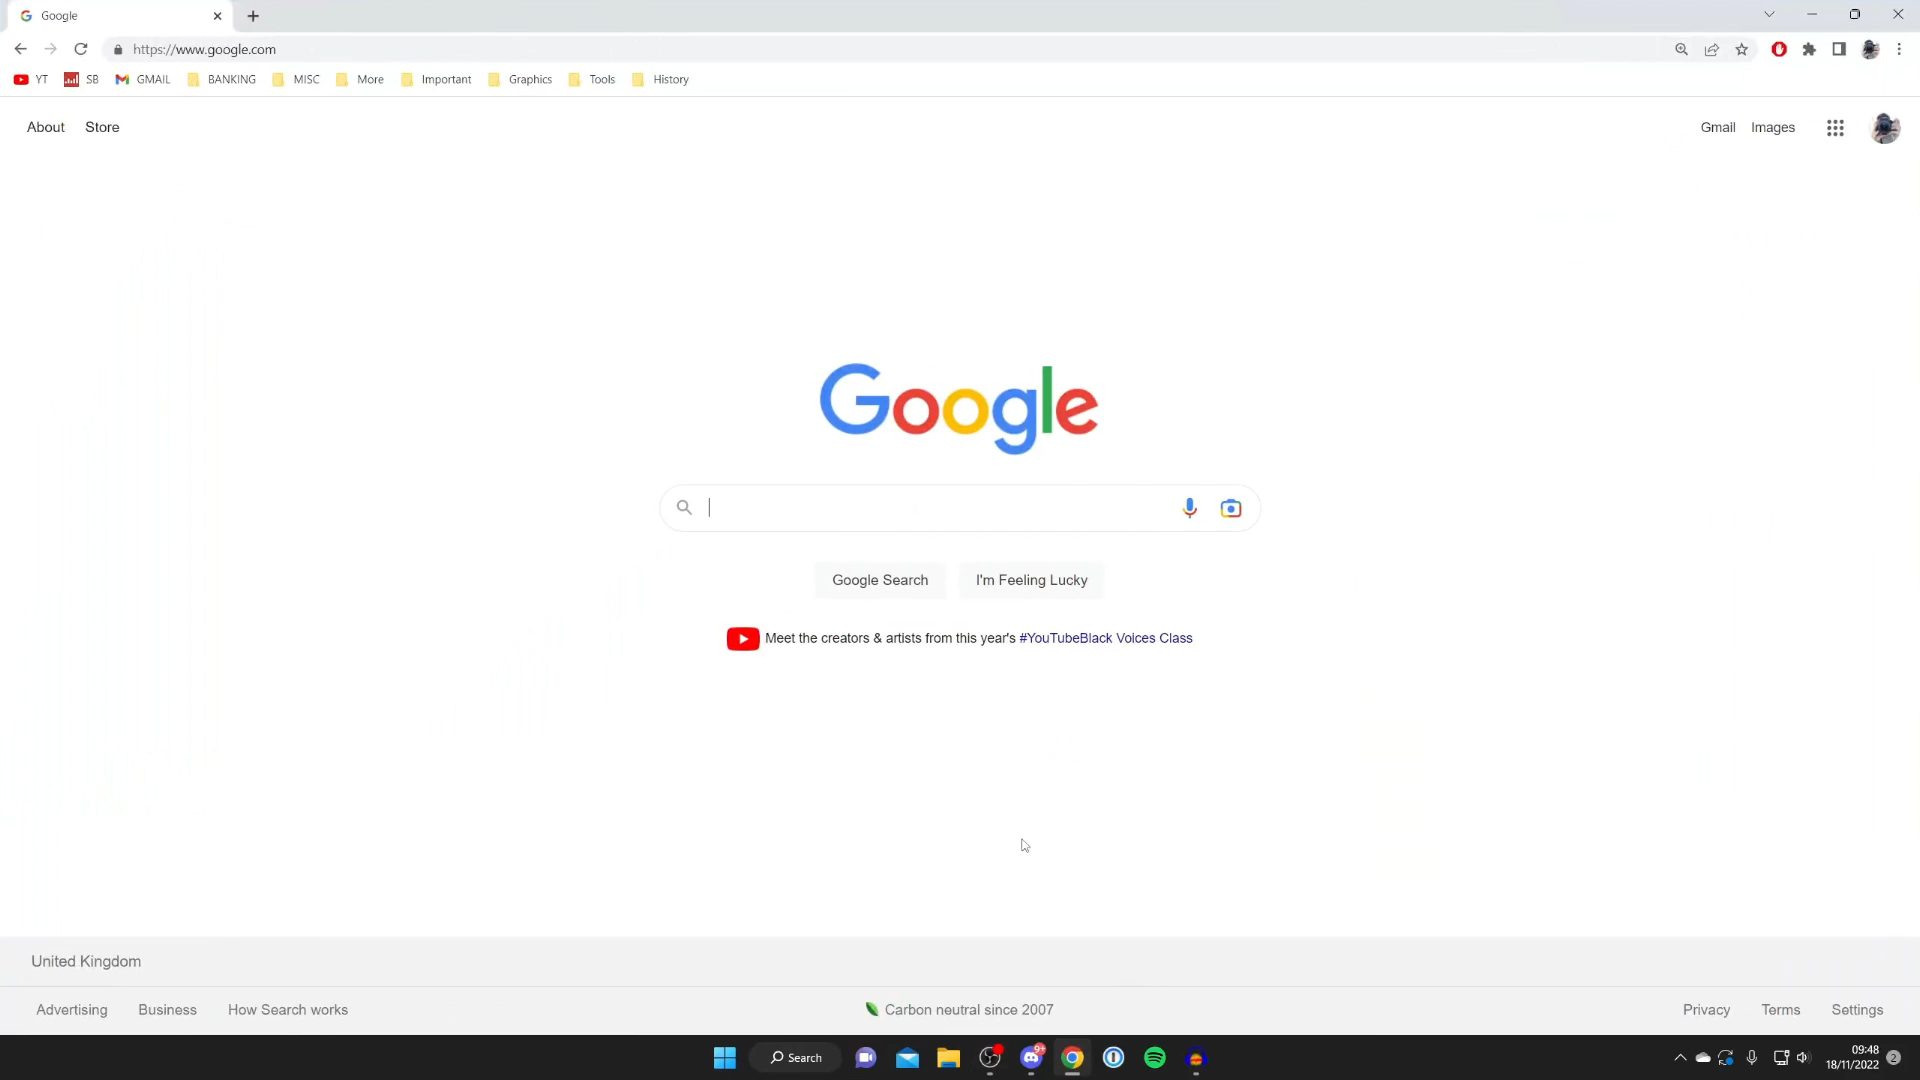 Google
https://www.google.com
YT SB GMAIL BANKING MISC More Important Graphics Tools History
About Store
Gmail Images
Google
Google Search I'm Feeling Lucky
Meet the creators & artists from this year's #YouTubeBlack Voices Class
United Kingdom
Advertising Business How Search works
Carbon neutral since 2007
Privacy Terms Settings
Search
9+
09:48
18/11/2022
2